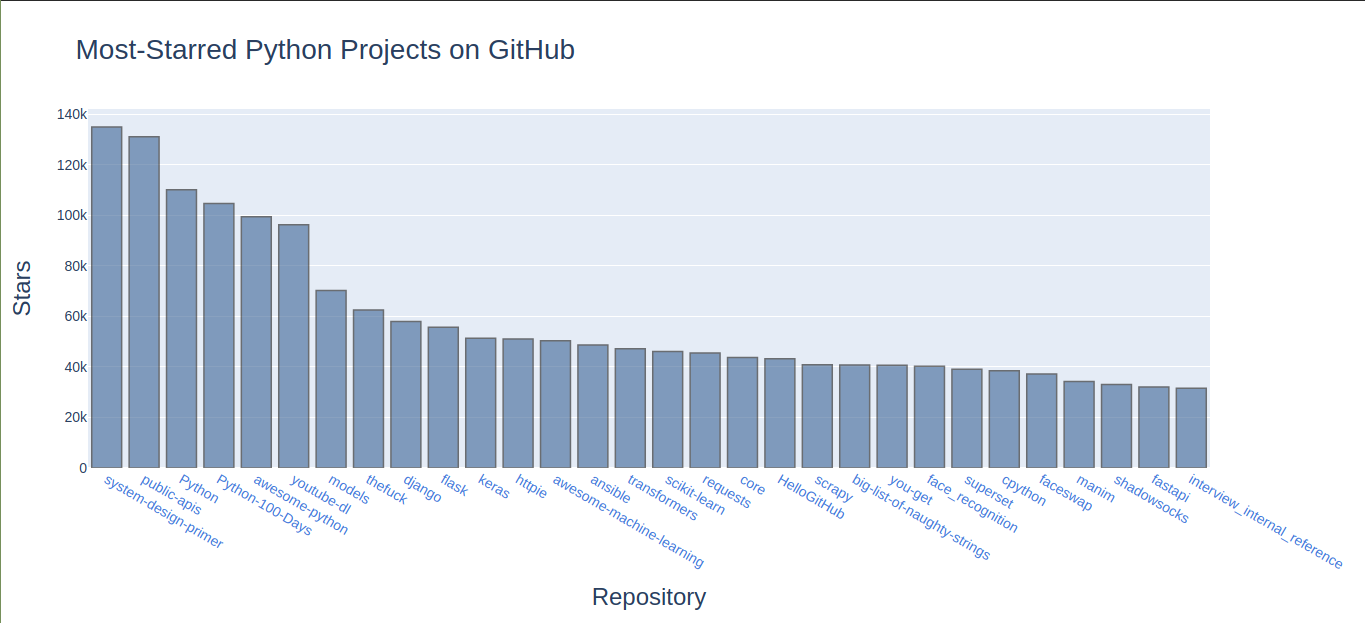 Most-Starred Python Projects on GitHub
140k
120k
100k
80k
60k
40k
20k
0
Stars
system-design-primer
public-apis
Python
Python-100-Days
awesome-python
youtube-dl
models
thefuck
django
flask
keras
httpie
awesome-machine-learning
ansible
transformers
scikit-learn
requests
core
HelloGitHub
scrapy
big-list-of-naughty-strings
you-get
face_recognition
superset
cpython
faceswap
manim
shadowsocks
fastapi
interview_internal_reference
Repository